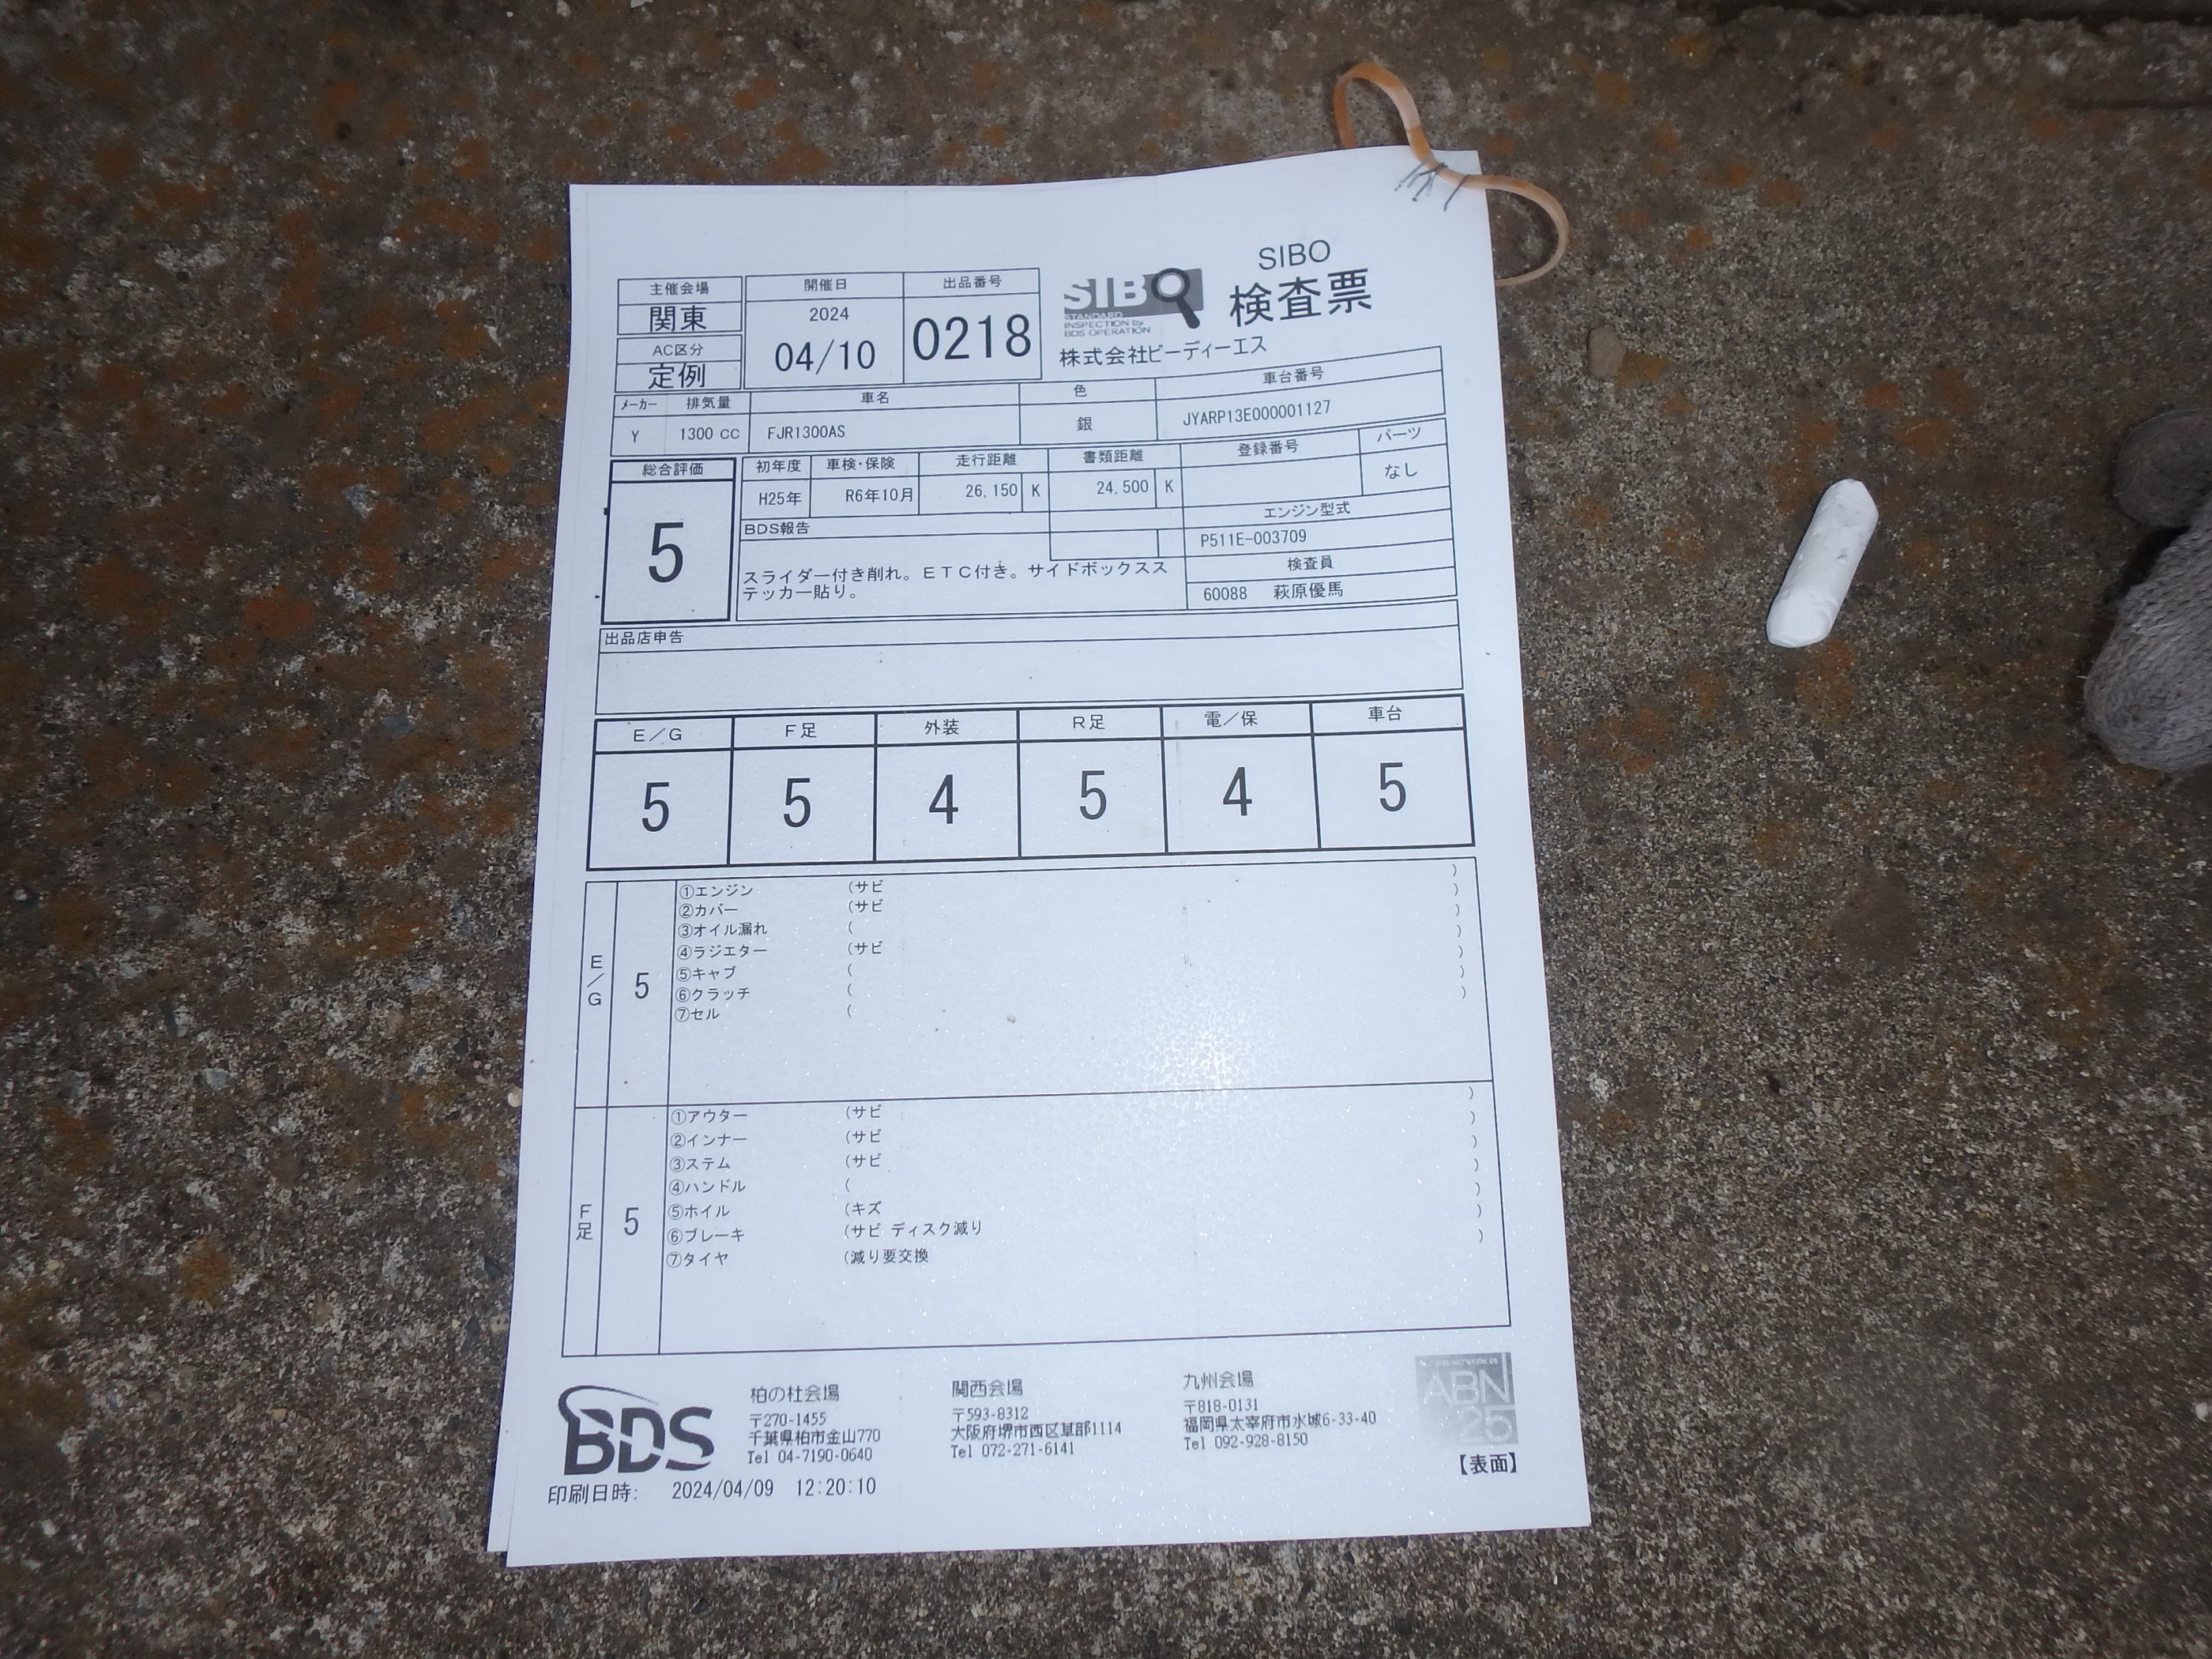 SIBO
検査票
SIBO
STANDARD
INSPECTION by
BDS OPERATION
株式会社ビーディーエス
主催会場 開催日 出品番号
関東 2024 04/10 0218
AC区分
定例
メーカー 排気量 車名 色 車台番号
Y 1300 CC FJR1300AS 銀 JYARP13E000001127
総合評価 初年度 車検・保険 走行距離 書類距離 登録番号 パーツ
5 H25年 R6年10月 26,150 K 24,500 K なし
BDS報告 エンジン型式
P511E-003709
スライダー付き削れ。ETC付き。サイドボックスス
テッカー貼り。
検査員
60088 萩原優馬
出品店申告
E/G F足 外装 R足 電/保 車台
5 5 4 5 4 5
E/G 5
①エンジン (サビ )
②カバー (サビ )
③オイル漏れ ( )
④ラジエター (サビ )
⑤キャブ ( )
⑥クラッチ ( )
⑦セル ( )
F足 5
①アウター (サビ )
②インナー (サビ )
③ステム (サビ )
④ハンドル ( )
⑤ホイル (キズ )
⑥ブレーキ (サビ ディスク減り )
⑦タイヤ (減り要交換 )
BDS
柏の杜会場
〒270-1455
千葉県柏市金山770
Tel 04-7190-0640
関西会場
〒593-8312
大阪府堺市西区草部1114
Tel 072-271-6141
九州会場
〒818-0131
福岡県太宰府市水城6-33-40
Tel 092-928-8150
ABN
25
【表面】
印刷日時: 2024/04/09 12:20:10